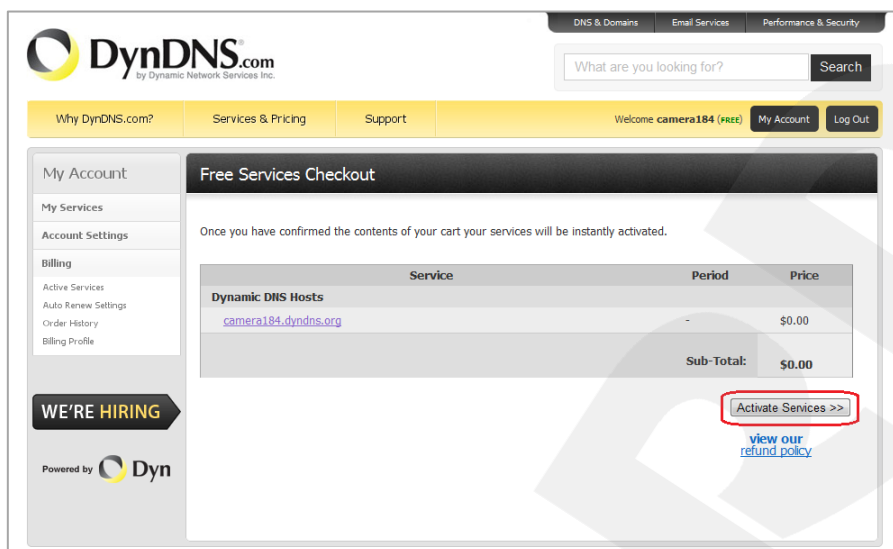 DNS & Domains Email Services Performance & Security
DynDNS.com
by Dynamic Network Services Inc.
What are you looking for? Search
Why DynDNS.com? Services & Pricing Support Welcome camera184 (FREE) My Account Log Out
My Account
My Services
Account Settings
Billing
Active Services
Auto Renew Settings
Order History
Billing Profile
WE'RE HIRING
Powered by Dyn
Free Services Checkout
Once you have confirmed the contents of your cart your services will be instantly activated.
Service Period Price
Dynamic DNS Hosts
camera184.dyndns.org - $0.00
Sub-Total: $0.00
Activate Services >>
view our
refund policy